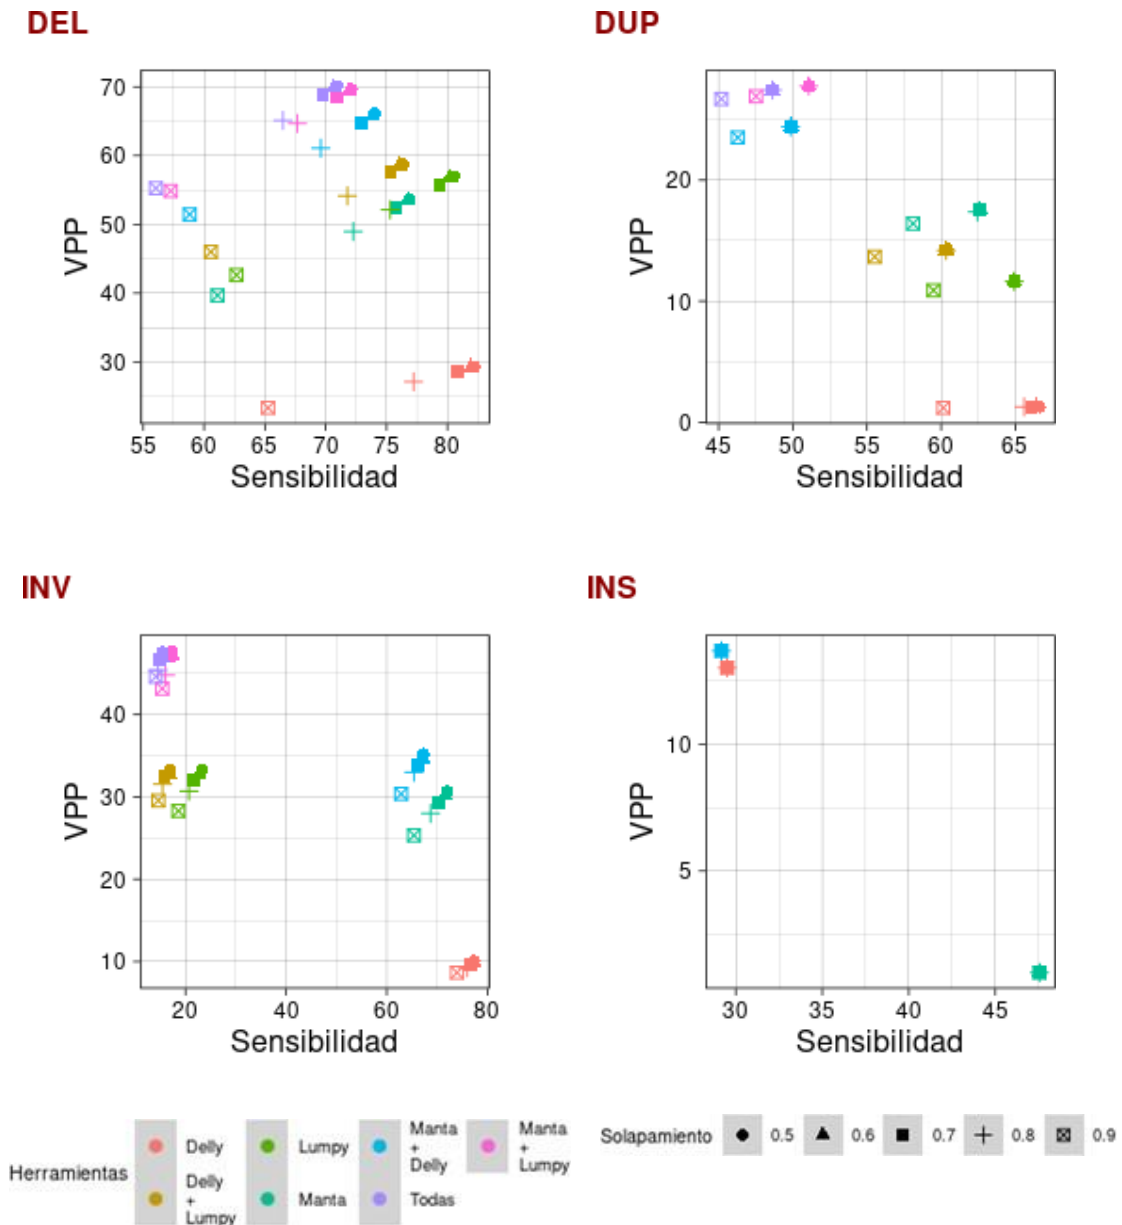 DEL
DUP
70
60
50
40
30
VPP
55 60 65 70 75 80
Sensibilidad
20
10
0
VPP
45 50 55 60 65
Sensibilidad
INV
INS
40
30
20
10
VPP
20 40 60 80
Sensibilidad
10
5
VPP
30 35 40 45
Sensibilidad
Herramientas
Delly
Delly
+
Lumpy
Lumpy
Manta
Manta
+
Delly
Todas
Manta
+
Lumpy
Solapamiento 0.5 0.6 0.7 0.8 0.9